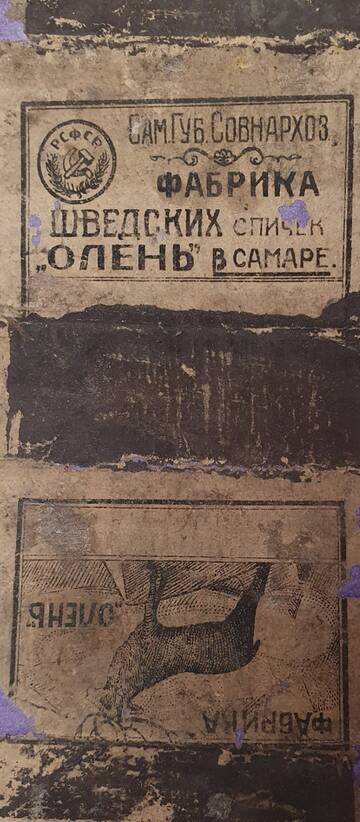 РСФСР
САМ.ГУБ.СОВНАРХОЗ.
ФАБРИКА
ШВЕДСКИХ СПИЧЕК
„ОЛЕНЬ" В САМАРЕ.
ФАБРИКА
„ОЛЕНЬ